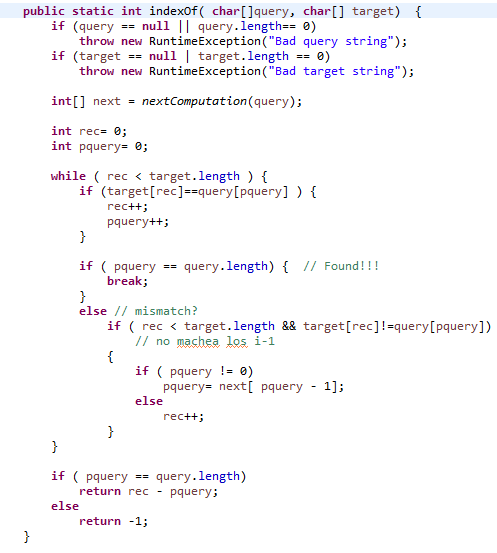 public static int indexOf( char[]query, char[] target)  {
    if (query == null || query.length== 0)
        throw new RuntimeException("Bad query string");
    if (target == null | target.length == 0)
        throw new RuntimeException("Bad target string");

    int[] next = nextComputation(query);

    int rec= 0;
    int pquery= 0;

    while ( rec < target.length ) {
        if (target[rec]==query[pquery] ) {
            rec++;
            pquery++;
        }

        if ( pquery == query.length) {  // Found!!!
            break;
        }
        else // mismatch?
            if ( rec < target.length && target[rec]!=query[pquery])
                // no machea los i-1
            {
                if ( pquery != 0)
                    pquery= next[ pquery - 1];
                else
                    rec++;
            }
    }

    if ( pquery == query.length)
        return rec - pquery;
    else
        return -1;
}